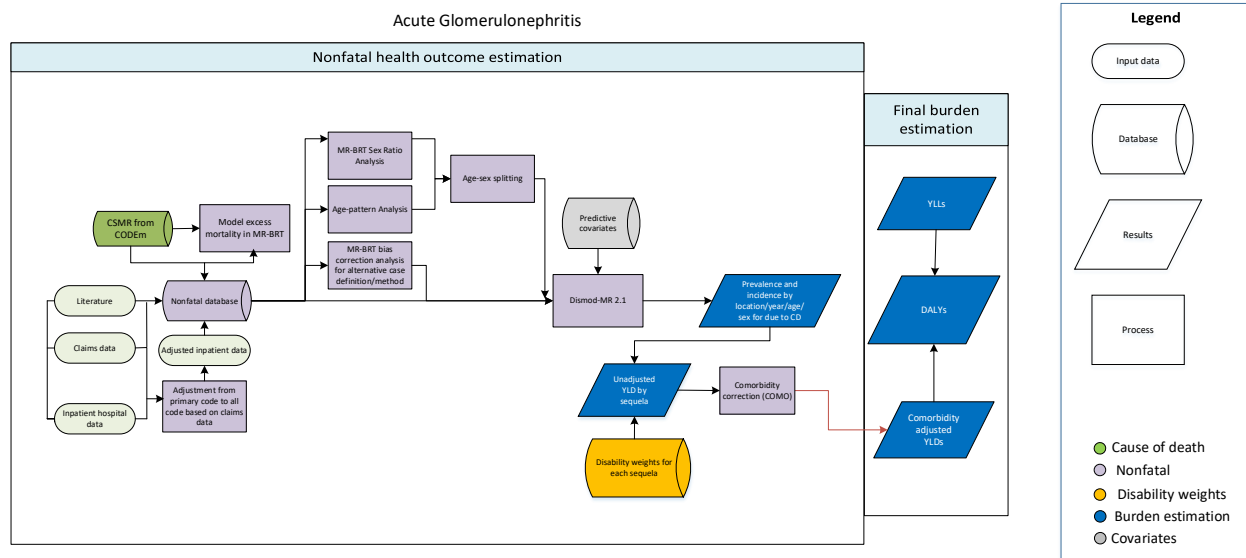 Acute Glomerulonephritis
Nonfatal health outcome estimation
MR-BRT Sex Ratio
Analysis
Age-sex splitting
Age-pattern Analysis
CSMR from
CODEm
Model excess
mortality in MR-BRT
MR-BRT bias
correction analysis
for alternative case
definition/method
Predictive
covariates
Literature
Nonfatal database
Dismod-MR 2.1
Prevalence and
incidence by
location/year/age/
sex for due to CD
Claims data
Adjusted inpatient data
Inpatient hospital
data
Adjustment from
primary code to all
code based on claims
data
Unadjusted
YLD by
sequela
Comorbidity
correction (COMO)
Disability weights for
each sequela
Final burden
estimation
YLLs
DALYs
Comorbidity
adjusted
YLDs
Legend
Input data
Database
Results
Process
Cause of death
Nonfatal
Disability weights
Burden estimation
Covariates